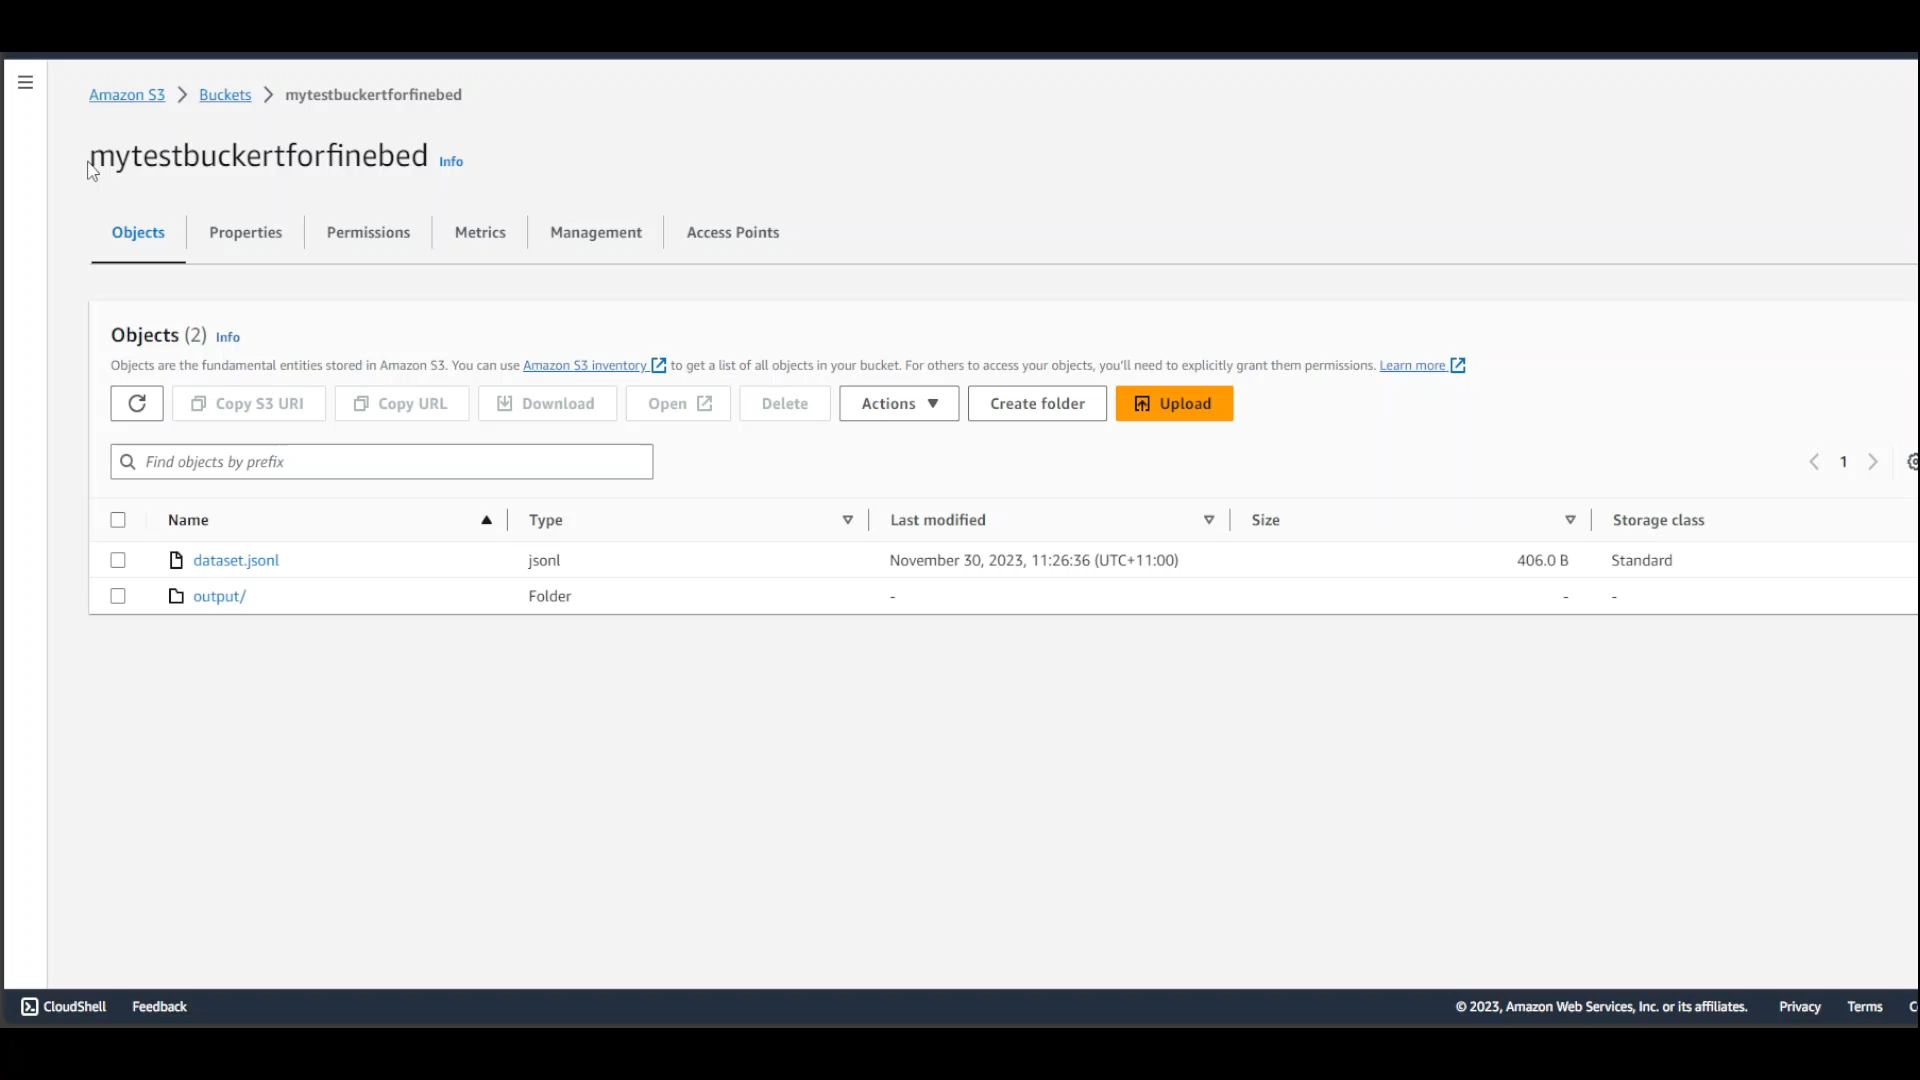 Amazon S3 > Buckets > mytestbuckertforfinebed
mytestbuckertforfinebed Info
Objects Properties Permissions Metrics Management Access Points
Objects (2) Info
Objects are the fundamental entities stored in Amazon S3. You can use Amazon S3 inventory to get a list of all objects in your bucket. For others to access your objects, you'll need to explicitly grant them permissions. Learn more
Copy S3 URI Copy URL Download Open Delete Actions Create folder Upload
Find objects by prefix 1
Name Type Last modified Size Storage class
dataset.jsonl jsonl November 30, 2023, 11:26:36 (UTC+11:00) 406.0 B Standard
output/ Folder - - -
CloudShell Feedback © 2023, Amazon Web Services, Inc. or its affiliates. Privacy Terms